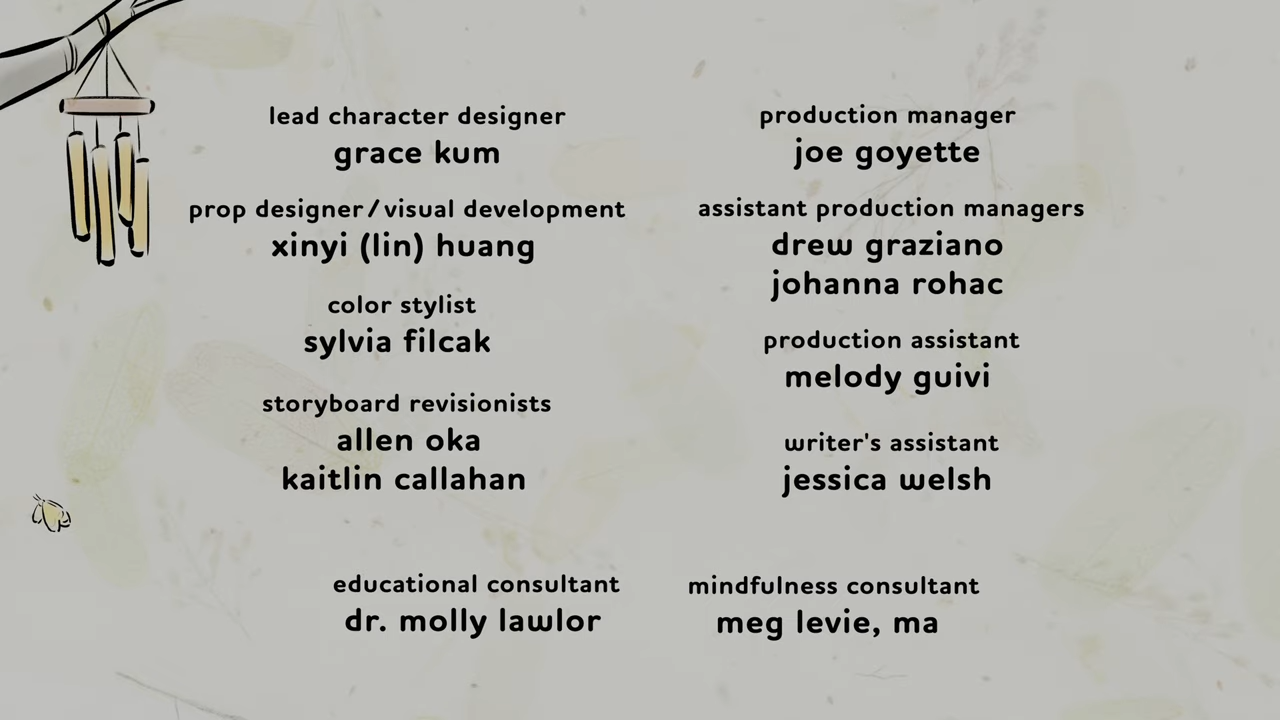 lead character designer
grace kum
prop designer/visual development
xinyi (lin) huang
color stylist
sylvia filcak
storyboard revisionists
allen oka
kaitlin callahan
production manager
joe goyette
assistant production managers
drew graziano
johanna rohac
production assistant
melody guivi
writer's assistant
jessica welsh
educational consultant
dr. molly lawlor
mindfulness consultant
meg levie, ma